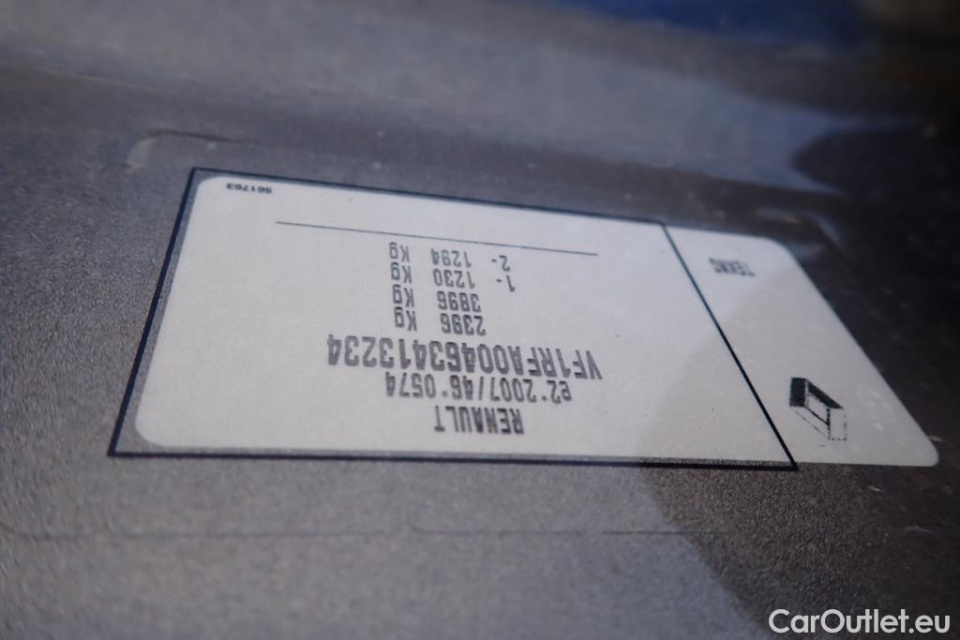 RENAULT
e2*2007/46*0574
VF1RFA00463413234
2396 Kg
3896 Kg
1- 1230 Kg
2- 1294 Kg
561763
TEKNG
CarOutlet.eu